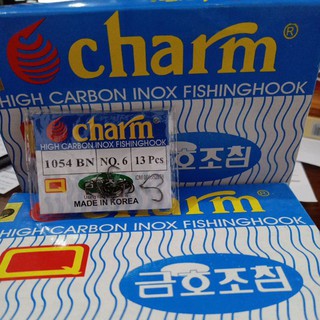 charm ®
HIGH CARBON INOX FISHINGHOOK
charm
HIGH CARBON INOX FISHINGHOOK
1054 BN NO. 6 13 Pcs
MADE IN KOREA
금호조침
HIGH CARBON INOX FISHINGHOOK
금호조침